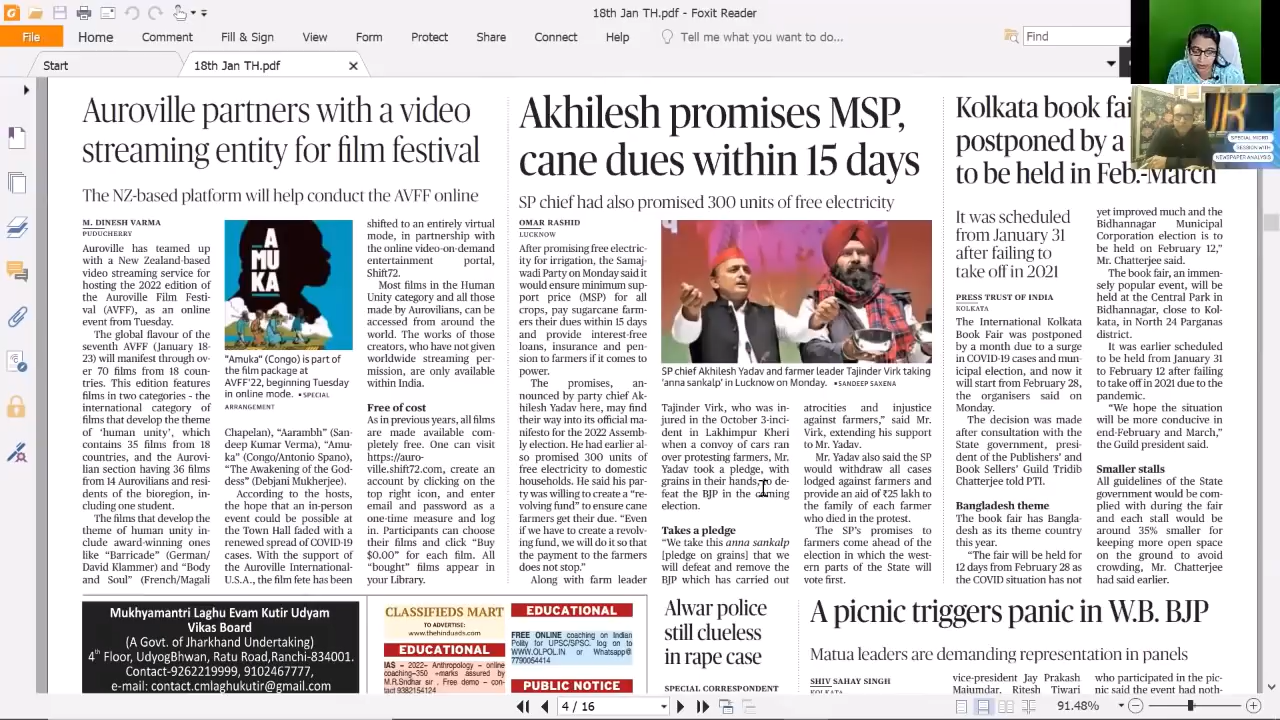 18th Jan TH.pdf - Foxit Reader
File
Home
Comment
Fill & Sign
View
Form
Protect
Share
Connect
Help
Tell me what you want to do...
Find
Start
18th Jan TH.pdf
Auroville partners with a video
streaming entity for film festival
The NZ-based platform will help conduct the AVFF online
M. DINESH VARMA
PUDUCHERRY
Auroville has teamed up
with a New Zealand-based
video streaming service for
hosting the 2022 edition of
the Auroville Film Festi-
val (AVFF), as an online
event from Tuesday.
The global flavour of the
seventh AVFF (January 18-
23) will manifest through ov-
er 70 films from 18 coun-
tries. This edition features
films in two categories - the
international category of
films that develop the theme
of 'human unity', which
contains 35 films from 18
countries, and the Aurovi-
lian section having 36 films
from 14 Aurovilians and resi-
dents of the bioregion, in-
cluding one student.
The films that develop the
theme of human unity in-
clude award-winning ones
like "Barricade" (German/
David Klammer) and "Body
and Soul" (French/Magali
AMUKA
"Amuka" (Congo) is part of
the film package at
AVFF'22, beginning Tuesday
in online mode. ▪SPECIAL
ARRANGEMENT
Chapelan), "Aarambh" (San-
deep Kumar Verma), "Amu-
ka" (Congo/Antonio Spano),
"The Awakening of the God-
dess" (Debjani Mukherjee).
According to the hosts,
the hope that an in-person
event could be possible at
the Town Hall faded with a
renewed spread of COVID-19
cases. With the support of
the Auroville International-
U.S.A., the film fete has been
shifted to an entirely virtual
mode, in partnership with
the online video-on-demand
entertainment portal,
Shift72.
Most films in the Human
Unity category and all those
made by Aurovilians, can be
accessed from around the
world. The works of those
creators, who have not given
worldwide streaming per-
mission, are only available
within India.
Free of cost
As in previous years, all films
are made available com-
pletely free. One can visit
https://auro-
ville.shift72.com, create an
account by clicking on the
top right icon, and enter
email and password as a
one-time measure and log
in. Participants can choose
their films and click "Buy
$0.00" for each film. All
"bought" films appear in
your Library.
Akhilesh promises MSP,
cane dues within 15 days
SP chief had also promised 300 units of free electricity
OMAR RASHID
LUCKNOW
After promising free electric-
ity for irrigation, the Samaj-
wadi Party on Monday said it
would ensure minimum sup-
port price (MSP) for all
crops, pay sugarcane farm-
ers their dues within 15 days
and provide interest-free
loans, insurance and pen-
sion to farmers if it comes to
power.
The promises, an-
nounced by party chief Ak-
hilesh Yadav here, may find
their way into its official ma-
nifesto for the 2022 Assemb-
ly election. He had earlier al-
so promised 300 units of
free electricity to domestic
households. He said his par-
ty was willing to create a "re-
volving fund" to ensure cane
farmers get their due. "Even
if we have to create a revolv-
ing fund, we will do it so that
the payment to the farmers
does not stop."
Along with farm leader
SP chief Akhilesh Yadav and farmer leader Tajinder Virk taking
'anna sankalp' in Lucknow on Monday. ▪SANDEEP SAXENA
Tajinder Virk, who was in-
jured in the October 3-inci-
dent in Lakhimpur Kheri
when a convoy of cars ran
over protesting farmers, Mr.
Yadav took a pledge, with
grains in their hands, to de-
feat the BJP in the coming
election.
Takes a pledge
"We take this anna sankalp
[pledge on grains] that we
will defeat and remove the
BJP which has carried out
atrocities and injustice
against farmers," said Mr.
Virk, extending his support
to Mr. Yadav.
Mr. Yadav also said the SP
would withdraw all cases
lodged against farmers and
provide an aid of ₹25 lakh to
the family of each farmer
who died in the protest.
The SP's promises to
farmers come ahead of the
election in which the west-
ern parts of the State will
vote first.
Kolkata book fai
postponed by a
to be held in Feb.-March
It was scheduled
from January 31
after failing to
take off in 2021
PRESS TRUST OF INDIA
KOLKATA
The International Kolkata
Book Fair was postponed
by a month due to a surge
in COVID-19 cases and mun-
icipal election, and now it
will start from February 28,
the organisers said on
Monday.
The decision was made
after consultation with the
State government, presi-
dent of the Publishers' and
Book Sellers' Guild Tridib
Chatterjee told PTI.
Bangladesh theme
The book fair has Bangla-
desh as its theme country
this year.
"The fair will be held for
12 days from February 28 as
the COVID situation has not
yet improved much and the
Bidhannagar Municipal
Corporation election is to
be held on February 12,"
Mr. Chatterjee said.
The book fair, an immen-
sely popular event, will be
held at the Central Park in
Bidhannagar, close to Kol-
kata, in North 24 Parganas
district.
It was earlier scheduled
to be held from January 31
to February 12 after failing
to take off in 2021 due to the
pandemic.
"We hope the situation
will be more conducive in
end-February and March,"
the Guild president said.
Smaller stalls
All guidelines of the State
government would be com-
plied with during the fair
and each stall would be
around 35% smaller for
keeping more open space
on the ground to avoid
crowding, Mr. Chatterjee
had said earlier.
SPECIAL WORD
SESSION WITH
NEWSPAPER ANALYSIS
Mukhyamantri Laghu Evam Kutir Udyam
Vikas Board
(A Govt. of Jharkhand Undertaking)
4th Floor, UdyogBhwan, Ratu Road,Ranchi-834001.
Contact-9262219999, 9102467777,
e-mail: contact.cmlaghukutir@gmail.com
CLASSIFIEDS MART
TO ADVERTISE:
www.thehinduads.com
EDUCATIONAL
IAS - 2022- Anthropology - online
coaching-350 +marks assured by
M.R.Sridhar sir . Free demo - con-
tact 9382154124
EDUCATIONAL
FREE ONLINE coaching on Indian
Polity for UPSC/SPSC. log on to
WWW.OLPOL.IN or Whatsapp@
7790054414
PUBLIC NOTICE
Alwar police
still clueless
in rape case
SPECIAL CORRESPONDENT
A picnic triggers panic in W.B. BJP
Matua leaders are demanding representation in panels
SHIV SAHAY SINGH
KOLKATA
vice-president Jay Prakash
Majumdar, Ritesh Tiwari
who participated in the pic-
nic said the event had noth-
4 / 16
91.48%